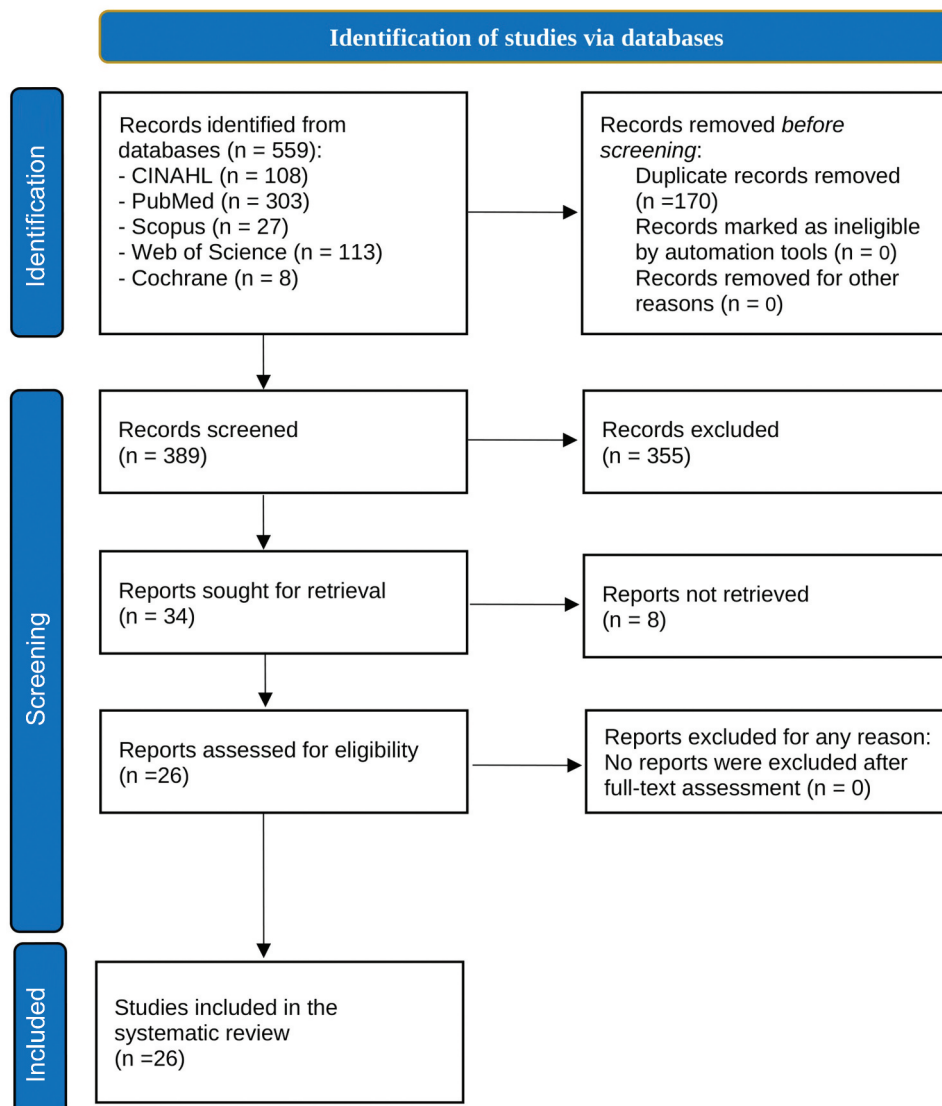 Identification of studies via databases
Identification
Records identified from
databases (n = 559):
- CINAHL (n = 108)
- PubMed (n = 303)
- Scopus (n = 27)
- Web of Science (n = 113)
- Cochrane (n = 8)
Records removed before
screening:
Duplicate records removed
(n =170)
Records marked as ineligible
by automation tools (n = 0)
Records removed for other
reasons (n = 0)
Screening
Records screened
(n = 389)
Records excluded
(n = 355)
Reports sought for retrieval
(n = 34)
Reports not retrieved
(n = 8)
Reports assessed for eligibility
(n =26)
Reports excluded for any reason:
No reports were excluded after
full-text assessment (n = 0)
Included
Studies included in the
systematic review
(n =26)